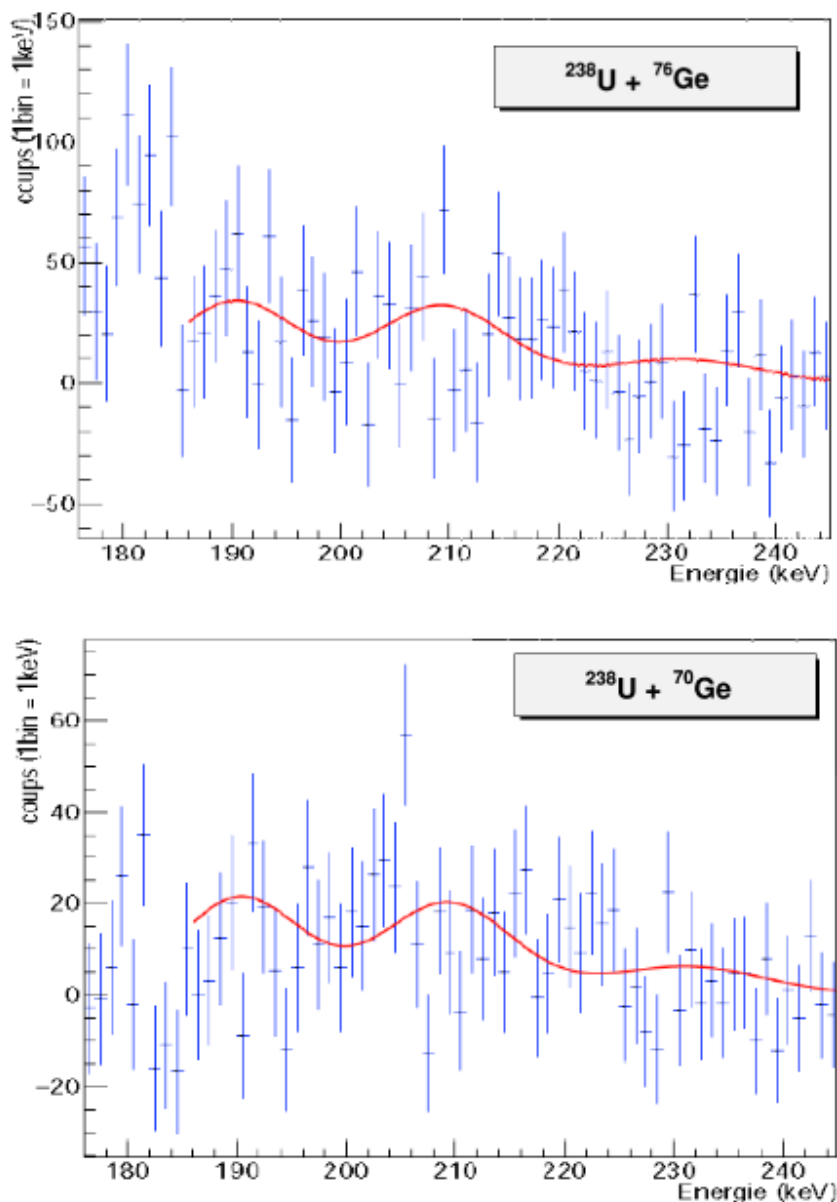 150
100
50
0
−50
ccups (1bin = 1keV)
²³⁸U + ⁷⁶Ge
180 190 200 210 220 230 240
Energie (keV)
60
40
20
0
−20
coups (1bin = 1keV)
²³⁸U + ⁷⁰Ge
180 190 200 210 220 230 240
Energie (keV)